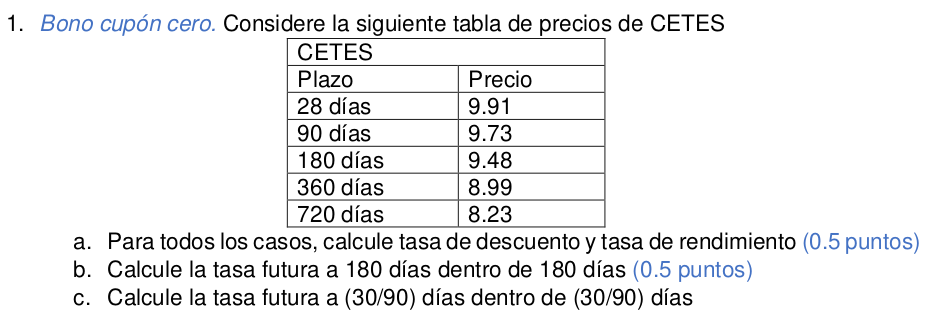 1. Bono cupón cero. Considere la siguiente tabla de precios de CETES
CETES
Plazo Precio
28 días 9.91
90 días 9.73
180 días 9.48
360 días 8.99
720 días 8.23
a. Para todos los casos, calcule tasa de descuento y tasa de rendimiento (0.5 puntos)
b. Calcule la tasa futura a 180 días dentro de 180 días (0.5 puntos)
c. Calcule la tasa futura a (30/90) días dentro de (30/90) días